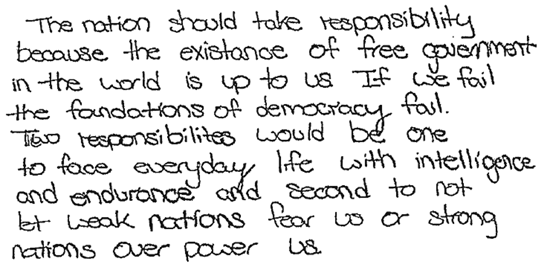 The nation should take responsibility
because the existance of free government
in the world is up to us If we fail
the foundations of democracy fail.
Two responsibilites would be one
to face everyday life with intelligence
and endurance and second to not
let weak nations fear us or strong
nations over power us